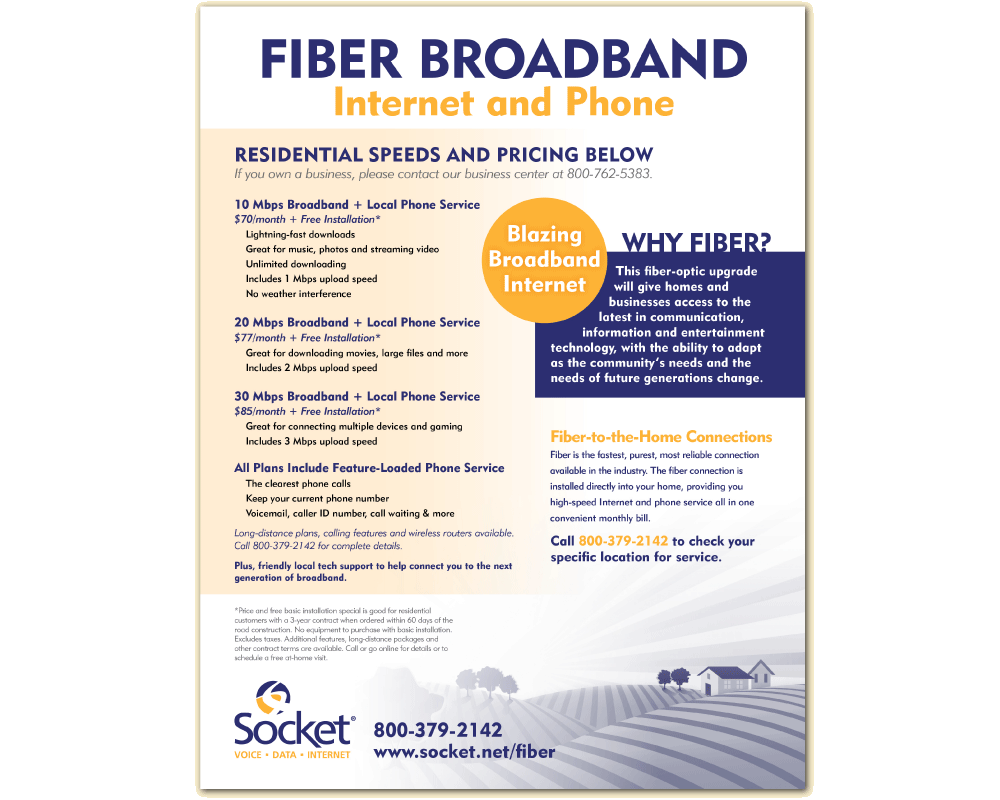 FIBER BROADBAND
Internet and Phone
RESIDENTIAL SPEEDS AND PRICING BELOW
If you own a business, please contact our business center at 800-762-5383.
10 Mbps Broadband + Local Phone Service
$70/month + Free Installation*
Lightning-fast downloads
Great for music, photos and streaming video
Unlimited downloading
Includes 1 Mbps upload speed
No weather interference
20 Mbps Broadband + Local Phone Service
$77/month + Free Installation*
Great for downloading movies, large files and more
Includes 2 Mbps upload speed
30 Mbps Broadband + Local Phone Service
$85/month + Free Installation*
Great for connecting multiple devices and gaming
Includes 3 Mbps upload speed
All Plans Include Feature-Loaded Phone Service
The clearest phone calls
Keep your current phone number
Voicemail, caller ID number, call waiting & more
Long-distance plans, calling features and wireless routers available.
Call 800-379-2142 for complete details.
Plus, friendly local tech support to help connect you to the next
generation of broadband.
Blazing
Broadband
Internet
WHY FIBER?
This fiber-optic upgrade
will give homes and
businesses access to the
latest in communication,
information and entertainment
technology, with the ability to adapt
as the community's needs and the
needs of future generations change.
Fiber-to-the-Home Connections
Fiber is the fastest, purest, most reliable connection
available in the industry. The fiber connection is
installed directly into your home, providing you
high-speed Internet and phone service all in one
convenient monthly bill.
Call 800-379-2142 to check your
specific location for service.
*Price and free basic installation special is good for residential
customers with a 3-year contract when ordered within 60 days of the
road construction. No equipment to purchase with basic installation.
Excludes taxes. Additional features, long-distance packages and
other contract terms are available. Call or go online for details or to
schedule a free at-home visit.
Socket®
VOICE • DATA • INTERNET
800-379-2142
www.socket.net/fiber